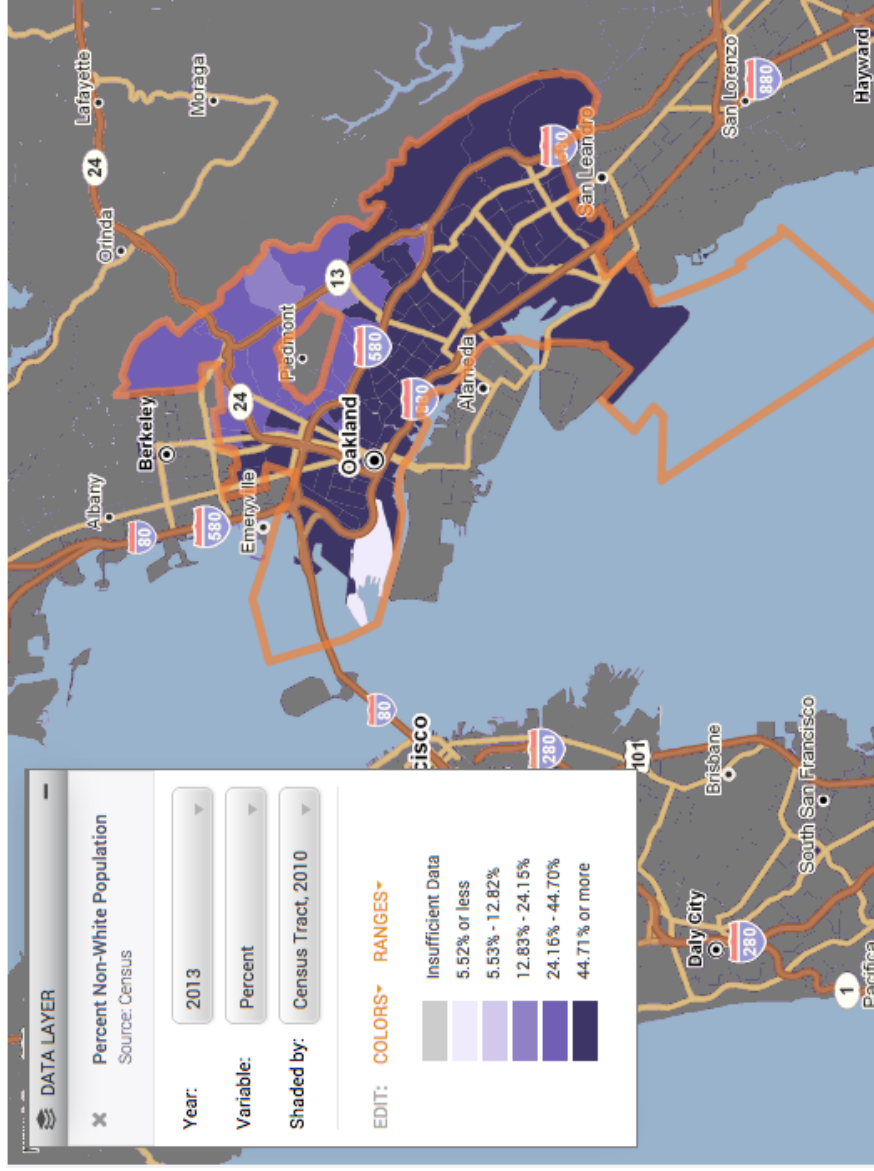 DATA LAYER
Percent Non-White Population
Source: Census
Year: 2013
Variable: Percent
Shaded by: Census Tract, 2010
EDIT: COLORS RANGES
Insufficient Data
5.52% or less
5.53% - 12.82%
12.83% - 24.15%
24.16% - 44.70%
44.71% or more
Lafayette
24
Moraga
Orinda
Albany
80
580
Berkeley
Emeryville
24
13
Piedmont
580
Oakland
880
Alameda
580
San Leandro
San Lorenzo
880
Hayward
80
cisco
280
101
Brisbane
Daly City
280
South San Francisco
1
Pacifica